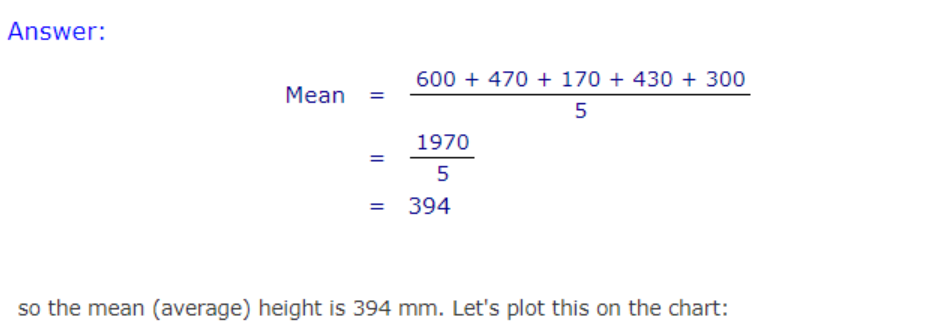 Answer:
600 + 470 + 170 + 430 + 300
Mean =
5
1970
=
5
= 394
so the mean (average) height is 394 mm. Let's plot this on the chart: